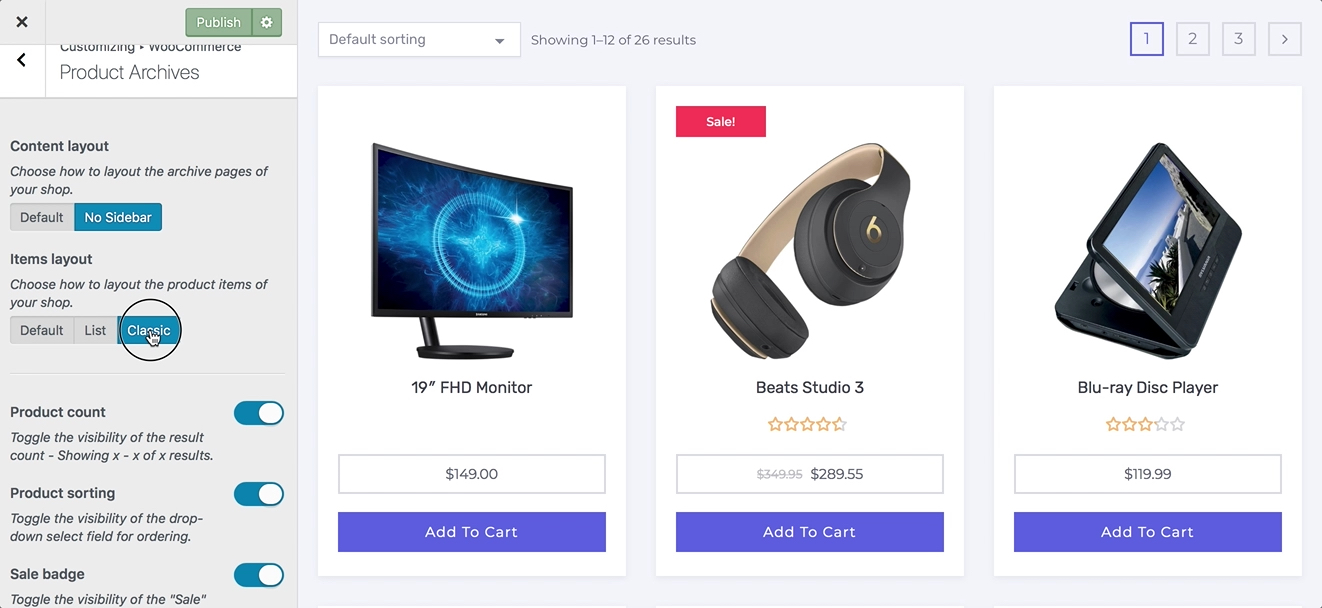 Publish
Customizing ▸ WooCommerce
Product Archives
Content layout
Choose how to layout the archive pages of
your shop.
Default No Sidebar
Items layout
Choose how to layout the product items of
your shop.
Default List Classic
Product count
Toggle the visibility of the result
count - Showing x - x of x results.
Product sorting
Toggle the visibility of the drop-
down select field for ordering.
Sale badge
Toggle the visibility of the "Sale"
Default sorting
Showing 1–12 of 26 results
1 2 3
Sale!
SAMSUNG
SYLVANIA
19″ FHD Monitor
Beats Studio 3
Blu-ray Disc Player
$149.00
$349.95 $289.55
$119.99
Add To Cart
Add To Cart
Add To Cart